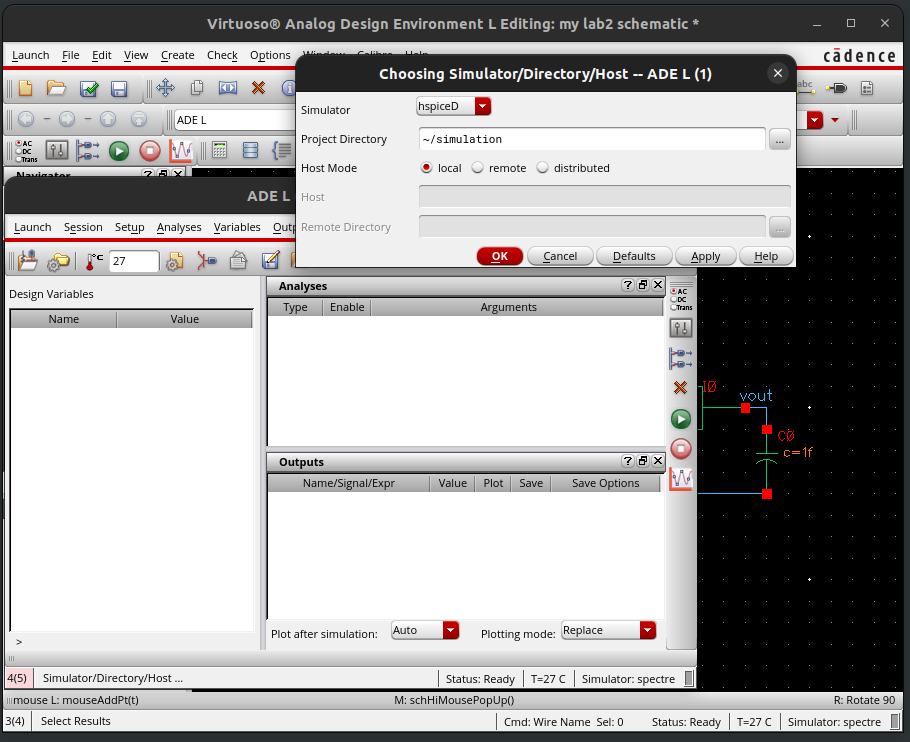 Virtuoso® Analog Design Environment L Editing: my lab2 schematic *
Launch File Edit View Create Check Options
cādence
Choosing Simulator/Directory/Host -- ADE L (1)
Simulator hspiceD
Project Directory ~/simulation ...
Host Mode local remote distributed
Host
Remote Directory ...
OK Cancel Defaults Apply Help
abc
ADE L
AC
DC
Trans
Navigator
ADE L
Launch Session Setup Analyses Variables
°C 27
Design Variables
Name Value
>
Analyses
Type Enable Arguments
Outputs
Name/Signal/Expr Value Plot Save Save Options
Plot after simulation: Auto Plotting mode: Replace
AC
DC
Trans
I0
vout
C0
c=1f
4(5) Simulator/Directory/Host ... Status: Ready T=27 C Simulator: spectre
mouse L: mouseAddPt(t) M: schHiMousePopUp() R: Rotate 90
3(4) Select Results Cmd: Wire Name Sel: 0 Status: Ready T=27 C Simulator: spectre